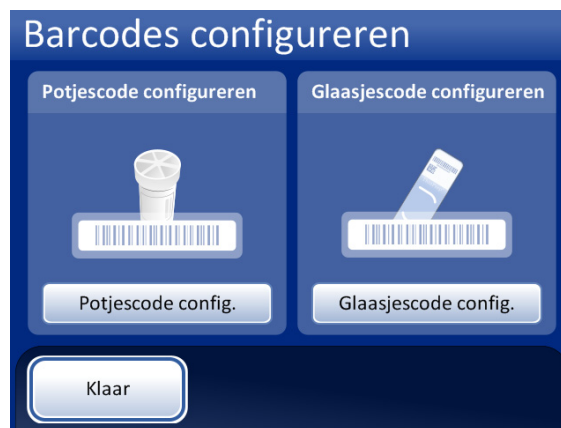 Barcodes configureren
Potjescode configureren
Glaasjescode configureren
Potjescode config.
Glaasjescode config.
Klaar